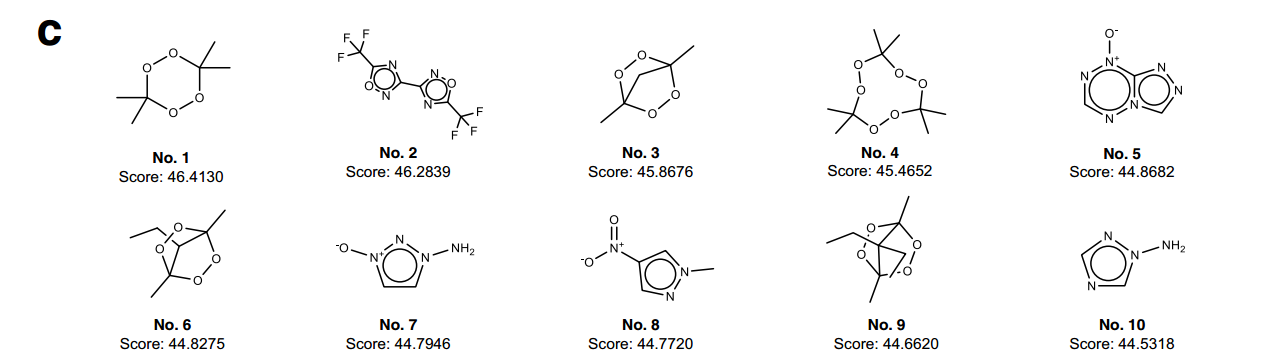 C
O
O
O
O
F
F
F
N
O
N
N
O
N
F
F
F
O
O
O
O
O
O
O
O
O
O
O-
N+
N
N
N
N
N
No. 1
Score: 46.4130
No. 2
Score: 46.2839
No. 3
Score: 45.8676
No. 4
Score: 45.4652
No. 5
Score: 44.8682
O
O
O
O
-O
N+
N
N
NH2
O
N+
-O
N
N
O
O
O
O
N
N
N
NH2
No. 6
Score: 44.8275
No. 7
Score: 44.7946
No. 8
Score: 44.7720
No. 9
Score: 44.6620
No. 10
Score: 44.5318